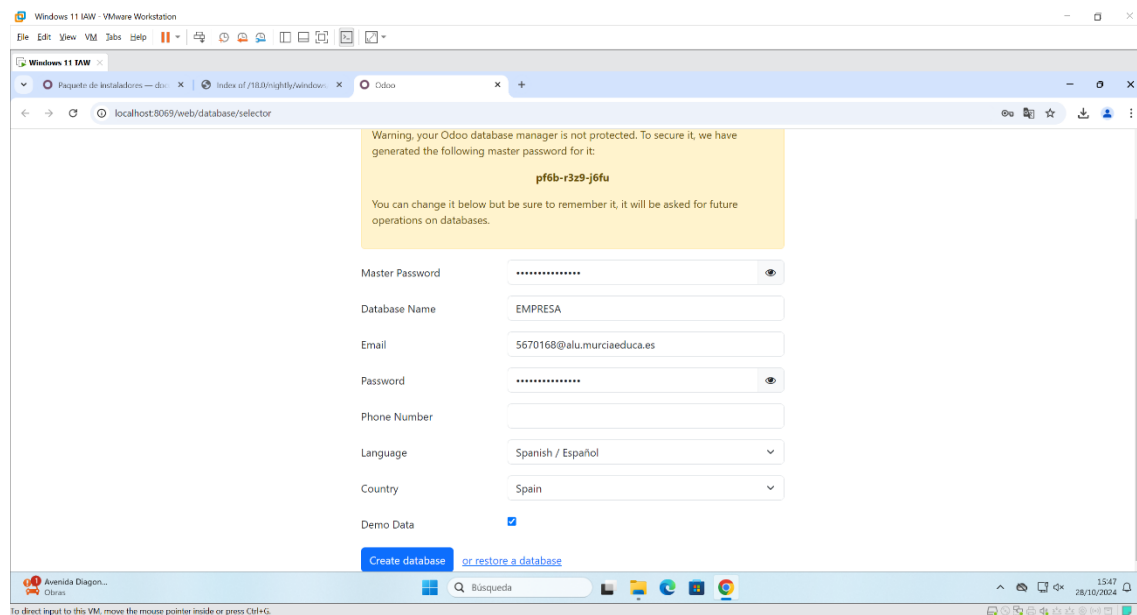 Windows 11 IAW - VMware Workstation
File Edit View VM Tabs Help
Windows 11 IAW
Paquete de instaladores — doc
Index of /18.0/nightly/window
Odoo
localhost:8069/web/database/selector
Warning, your Odoo database manager is not protected. To secure it, we have
generated the following master password for it:
pf6b-r3z9-j6fu
You can change it below but be sure to remember it, it will be asked for future
operations on databases.
Master Password •••••••••••••••
Database Name EMPRESA
Email 5670168@alu.murciaeduca.es
Password •••••••••••••••
Phone Number
Language Spanish / Español
Country Spain
Demo Data
Create database or restore a database
1 Avenida Diagon...
Obras
Búsqueda
15:47
28/10/2024
To direct input to this VM, move the mouse pointer inside or press Ctrl+G.